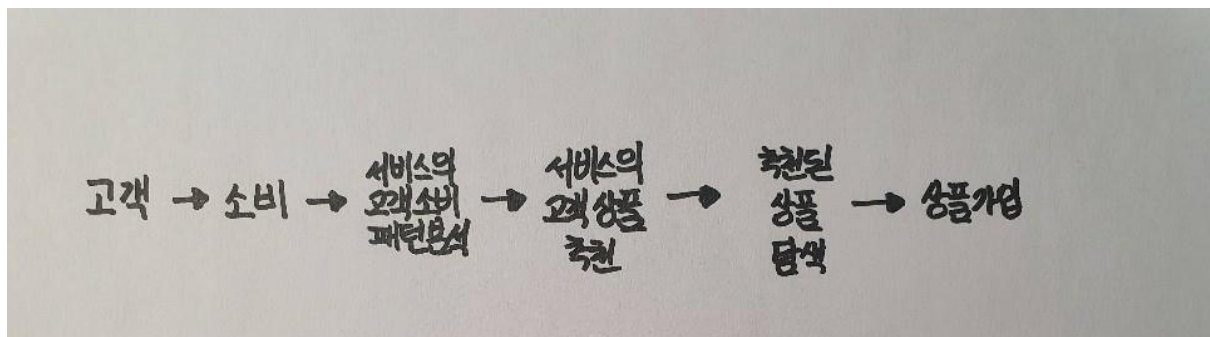 고객 → 소비 → 서비스의 고객소비 패턴분석 → 서비스의 고객 상품 추천 → 추천된 상품 탐색 → 상품가입